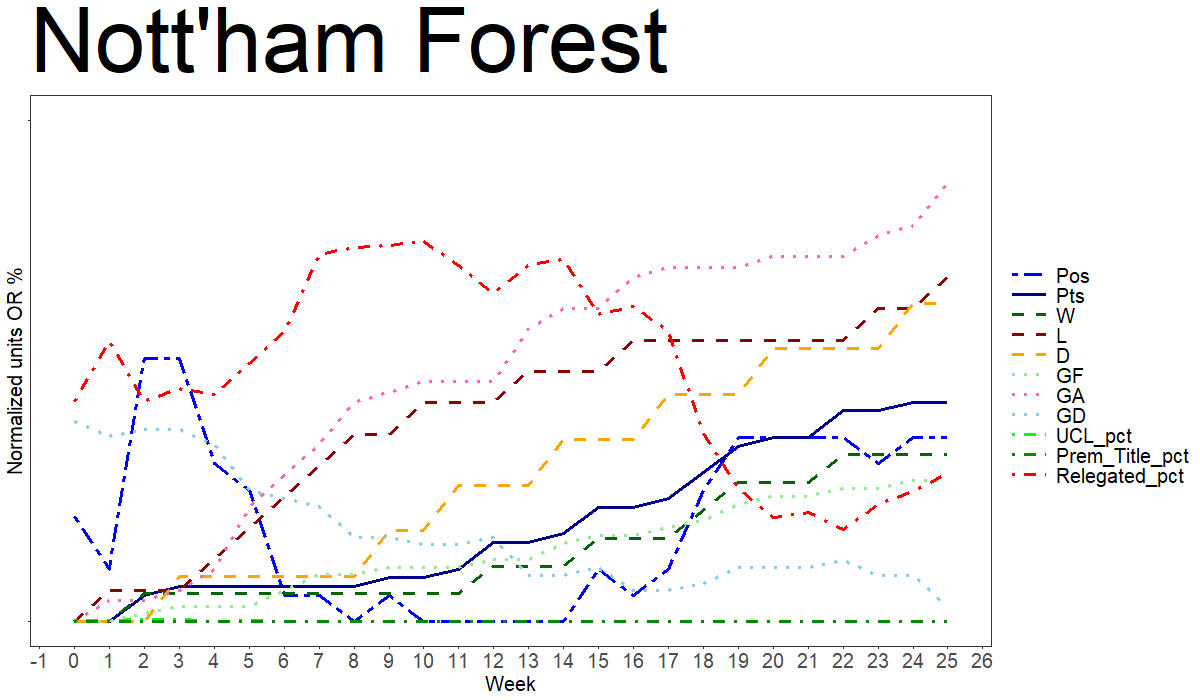 Nott'ham Forest
Normalized units OR %
Pos
Pts
W
L
D
GF
GA
GD
UCL_pct
Prem_Title_pct
Relegated_pct
-1 0 1 2 3 4 5 6 7 8 9 10 11 12 13 14 15 16 17 18 19 20 21 22 23 24 25 26
Week